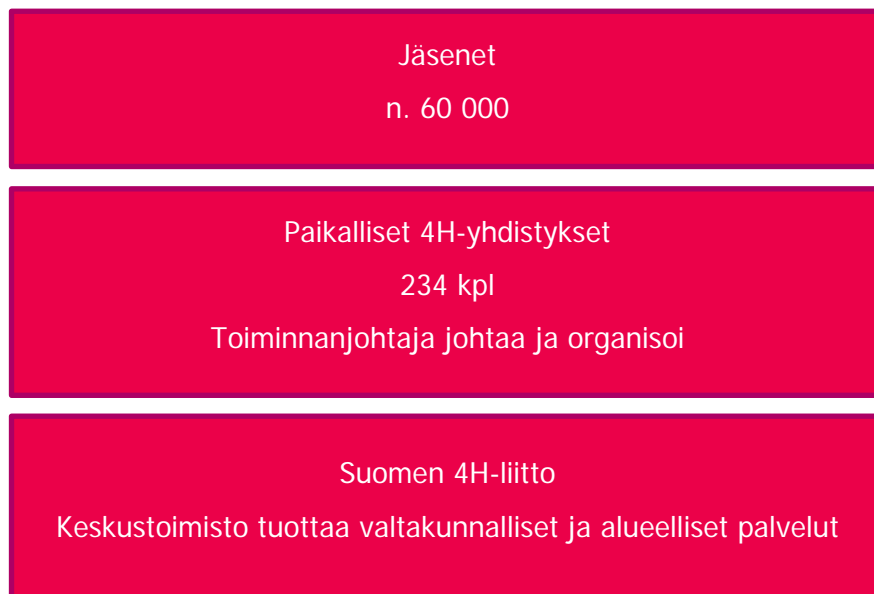 Jäsenet
n. 60 000
Paikalliset 4H-yhdistykset
234 kpl
Toiminnanjohtaja johtaa ja organisoi
Suomen 4H-liitto
Keskustoimisto tuottaa valtakunnalliset ja alueelliset palvelut